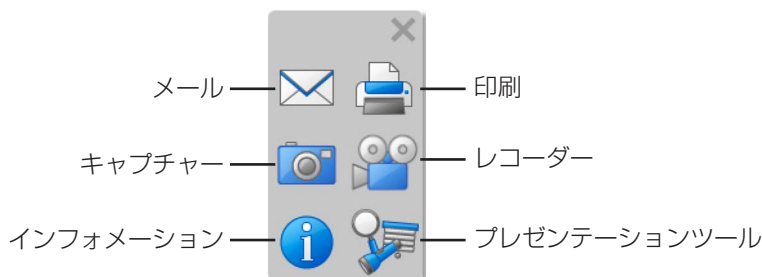 メール
印刷
キャプチャー
レコーダー
インフォメーション
プレゼンテーションツール